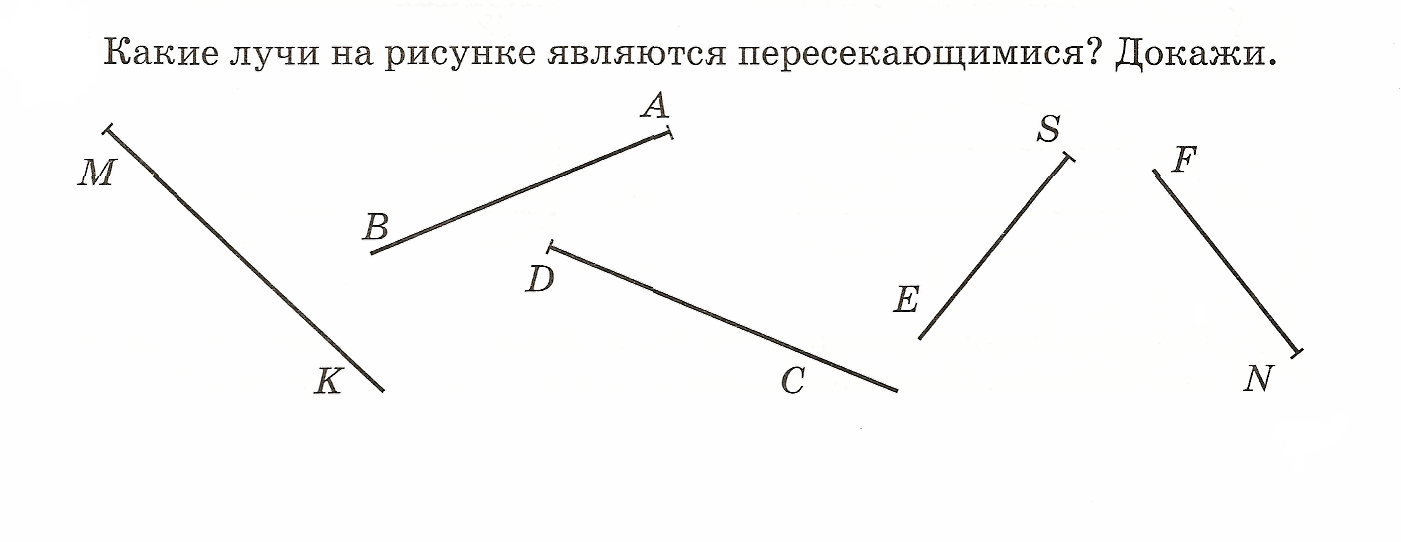 Какие лучи на рисунке являются пересекающимися? Докажи.
A
S
F
M
B
D
E
K
C
N